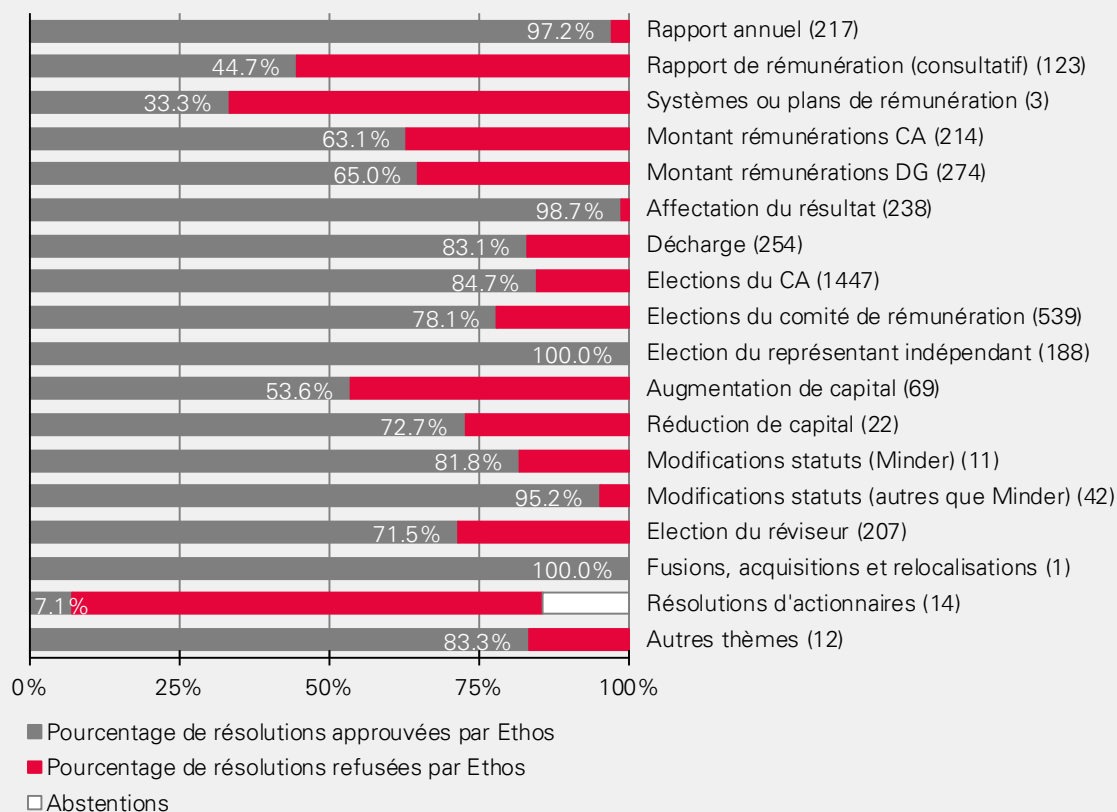 97.2% Rapport annuel (217)
44.7% Rapport de rémunération (consultatif) (123)
33.3% Systèmes ou plans de rémunération (3)
63.1% Montant rémunérations CA (214)
65.0% Montant rémunérations DG (274)
98.7% Affectation du résultat (238)
83.1% Décharge (254)
84.7% Elections du CA (1447)
78.1% Elections du comité de rémunération (539)
100.0% Election du représentant indépendant (188)
53.6% Augmentation de capital (69)
72.7% Réduction de capital (22)
81.8% Modifications statuts (Minder) (11)
95.2% Modifications statuts (autres que Minder) (42)
71.5% Election du réviseur (207)
100.0% Fusions, acquisitions et relocalisations (1)
7.1% Résolutions d'actionnaires (14)
83.3% Autres thèmes (12)
0% 25% 50% 75% 100%
Pourcentage de résolutions approuvées par Ethos
Pourcentage de résolutions refusées par Ethos
Abstentions